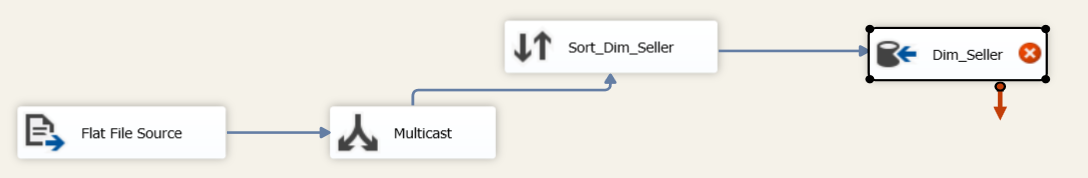 Sort_Dim_Seller
Dim_Seller
Flat File Source
Multicast